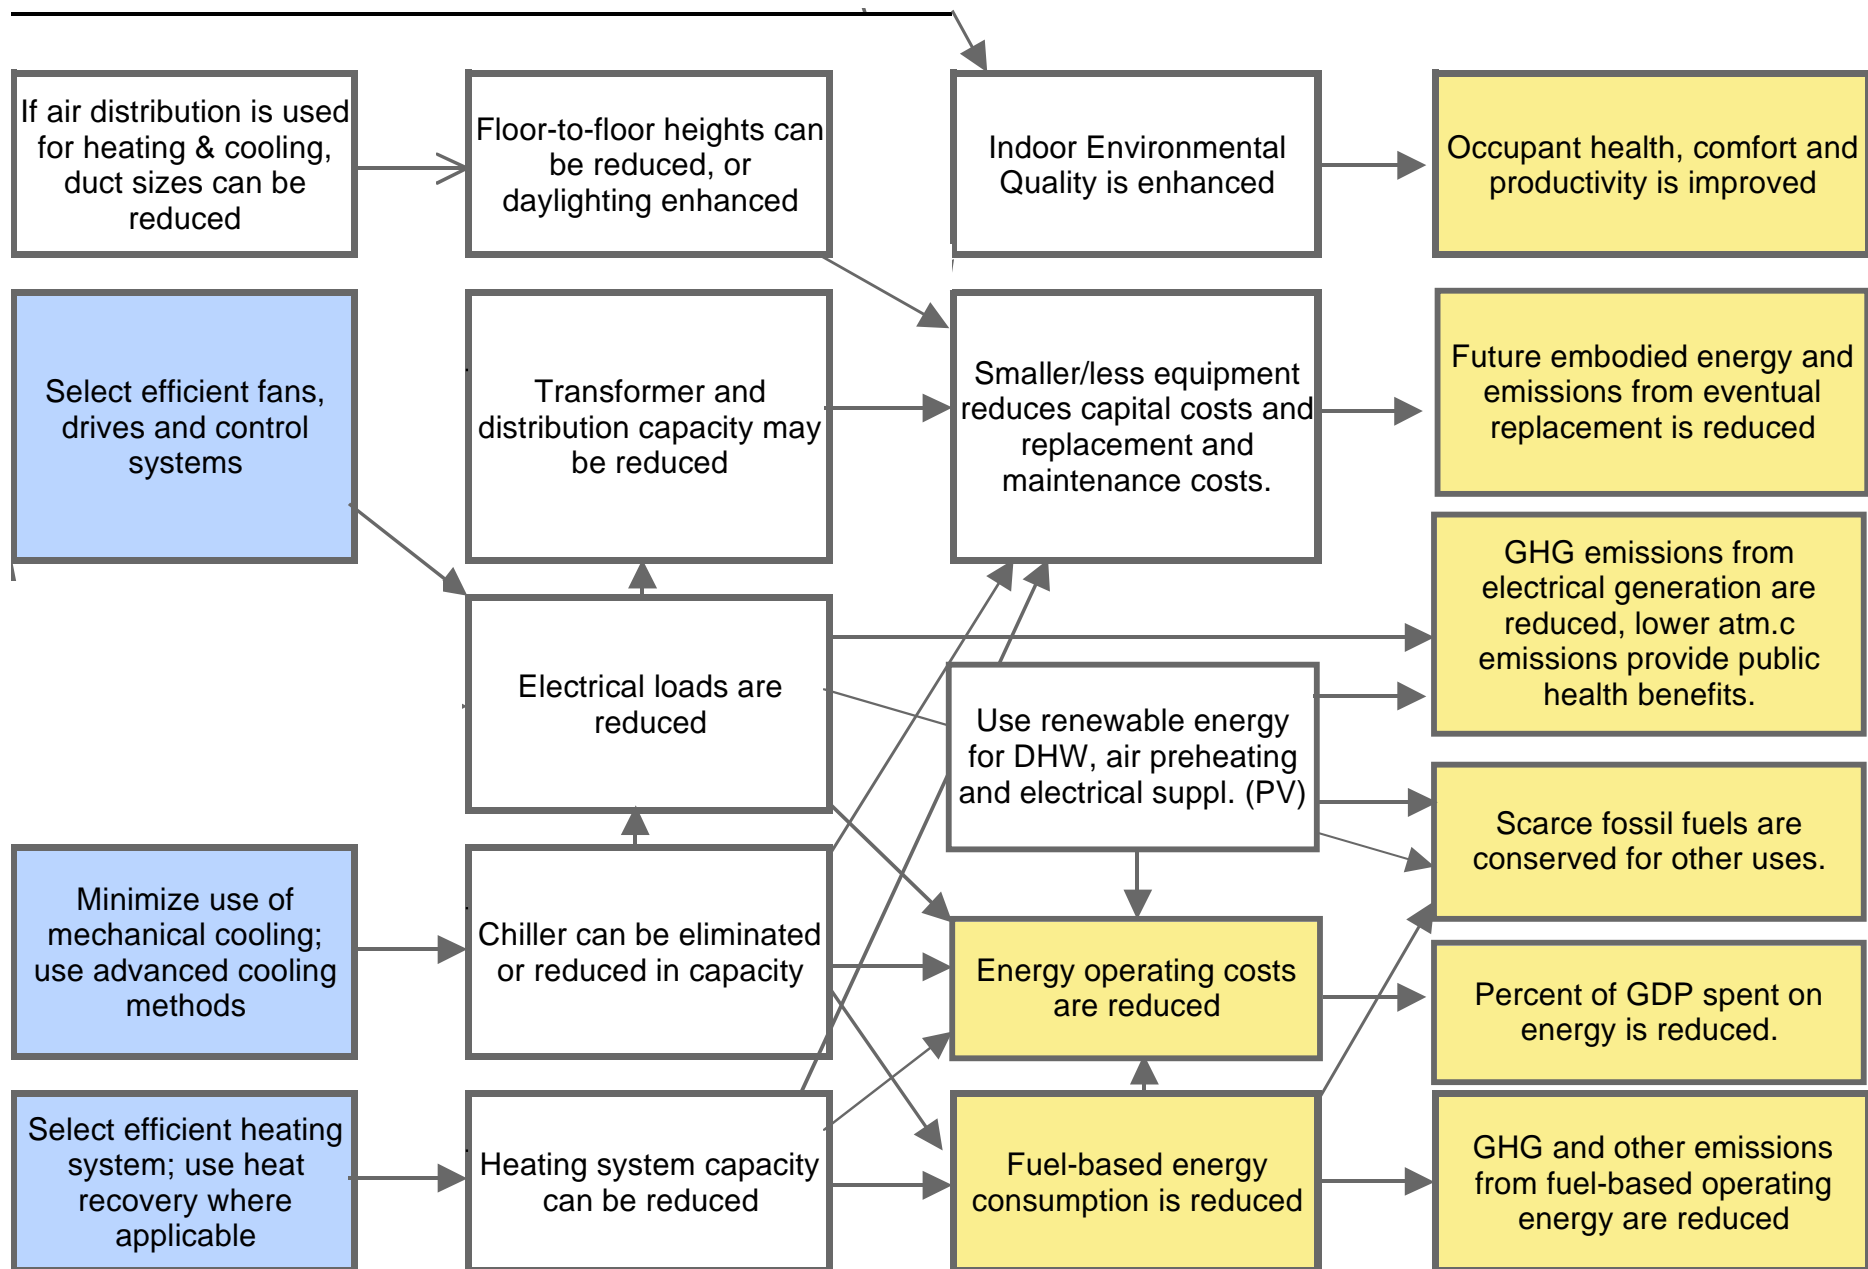 If air distribution is used
for heating & cooling,
duct sizes can be
reduced
Floor-to-floor heights can
be reduced, or
daylighting enhanced
Indoor Environmental
Quality is enhanced
Occupant health, comfort and
productivity is improved
Select efficient fans,
drives and control
systems
Transformer and
distribution capacity may
be reduced
Smaller/less equipment
reduces capital costs and
replacement and
maintenance costs.
Future embodied energy and
emissions from eventual
replacement is reduced
Electrical loads are
reduced
Use renewable energy
for DHW, air preheating
and electrical suppl. (PV)
GHG emissions from
electrical generation are
reduced, lower atm.c
emissions provide public
health benefits.
Scarce fossil fuels are
conserved for other uses.
Minimize use of
mechanical cooling;
use advanced cooling
methods
Chiller can be eliminated
or reduced in capacity
Energy operating costs
are reduced
Percent of GDP spent on
energy is reduced.
Select efficient heating
system; use heat
recovery where
applicable
Heating system capacity
can be reduced
Fuel-based energy
consumption is reduced
GHG and other emissions
from fuel-based operating
energy are reduced